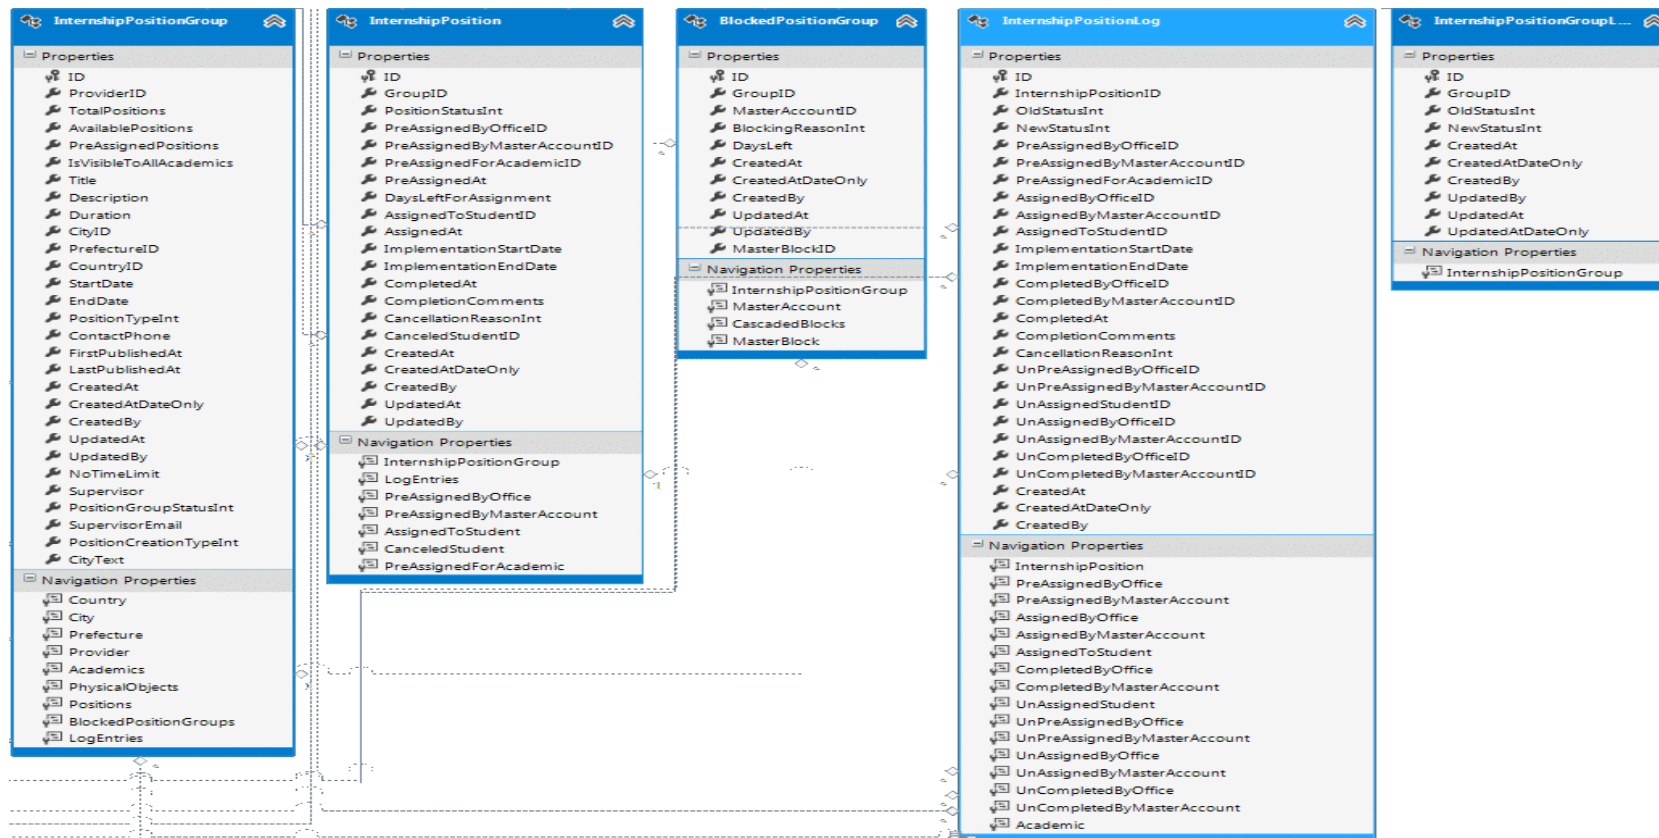 InternshipPositionGroup
Properties
ID
ProviderID
TotalPositions
AvailablePositions
PreAssignedPositions
IsVisibleToAllAcademics
Title
Description
Duration
CityID
PrefectureID
CountryID
StartDate
EndDate
PositionTypeInt
ContactPhone
FirstPublishedAt
LastPublishedAt
CreatedAt
CreatedAtDateOnly
CreatedBy
UpdatedAt
UpdatedBy
NoTimeLimit
Supervisor
PositionGroupStatusInt
SupervisorEmail
PositionCreationTypeInt
CityText
Navigation Properties
Country
City
Prefecture
Provider
Academics
PhysicalObjects
Positions
BlockedPositionGroups
LogEntries
InternshipPosition
Properties
ID
GroupID
PositionStatusInt
PreAssignedByOfficeID
PreAssignedByMasterAccountID
PreAssignedForAcademicID
PreAssignedAt
DaysLeftForAssignment
AssignedToStudentID
AssignedAt
ImplementationStartDate
ImplementationEndDate
CompletedAt
CompletionComments
CancellationReasonInt
CanceledStudentID
CreatedAt
CreatedAtDateOnly
CreatedBy
UpdatedAt
UpdatedBy
Navigation Properties
InternshipPositionGroup
LogEntries
PreAssignedByOffice
PreAssignedByMasterAccount
AssignedToStudent
CanceledStudent
PreAssignedForAcademic
BlockedPositionGroup
Properties
ID
GroupID
MasterAccountID
BlockingReasonInt
DaysLeft
CreatedAt
CreatedAtDateOnly
CreatedBy
UpdatedAt
UpdatedBy
MasterBlockID
Navigation Properties
InternshipPositionGroup
MasterAccount
CascadedBlocks
MasterBlock
InternshipPositionLog
Properties
ID
InternshipPositionID
OldStatusInt
NewStatusInt
PreAssignedByOfficeID
PreAssignedByMasterAccountID
PreAssignedForAcademicID
AssignedByOfficeID
AssignedByMasterAccountID
AssignedToStudentID
ImplementationStartDate
ImplementationEndDate
CompletedByOfficeID
CompletedByMasterAccountID
CompletedAt
CompletionComments
CancellationReasonInt
UnPreAssignedByOfficeID
UnPreAssignedByMasterAccountID
UnAssignedStudentID
UnAssignedByOfficeID
UnAssignedByMasterAccountID
UnCompletedByOfficeID
UnCompletedByMasterAccountID
CreatedAt
CreatedAtDateOnly
CreatedBy
Navigation Properties
InternshipPosition
PreAssignedByOffice
PreAssignedByMasterAccount
AssignedByOffice
AssignedByMasterAccount
AssignedToStudent
CompletedByOffice
CompletedByMasterAccount
UnAssignedStudent
UnPreAssignedByOffice
UnPreAssignedByMasterAccount
UnAssignedByOffice
UnAssignedByMasterAccount
UnCompletedByOffice
UnCompletedByMasterAccount
Academic
InternshipPositionGroupL...
Properties
ID
GroupID
OldStatusInt
NewStatusInt
CreatedAt
CreatedAtDateOnly
CreatedBy
UpdatedBy
UpdatedAt
UpdatedAtDateOnly
Navigation Properties
InternshipPositionGroup